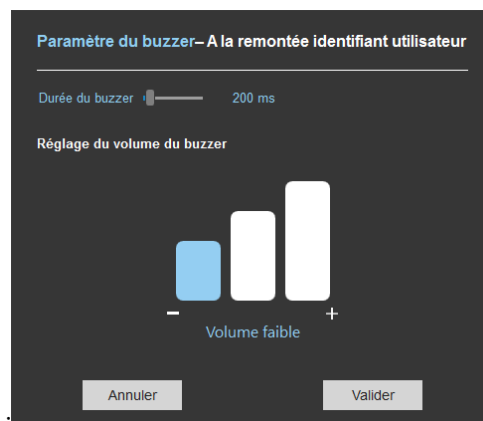 Paramètre du buzzer– A la remontée identifiant utilisateur
Durée du buzzer 200 ms
Réglage du volume du buzzer
- +
Volume faible
Annuler Valider
.